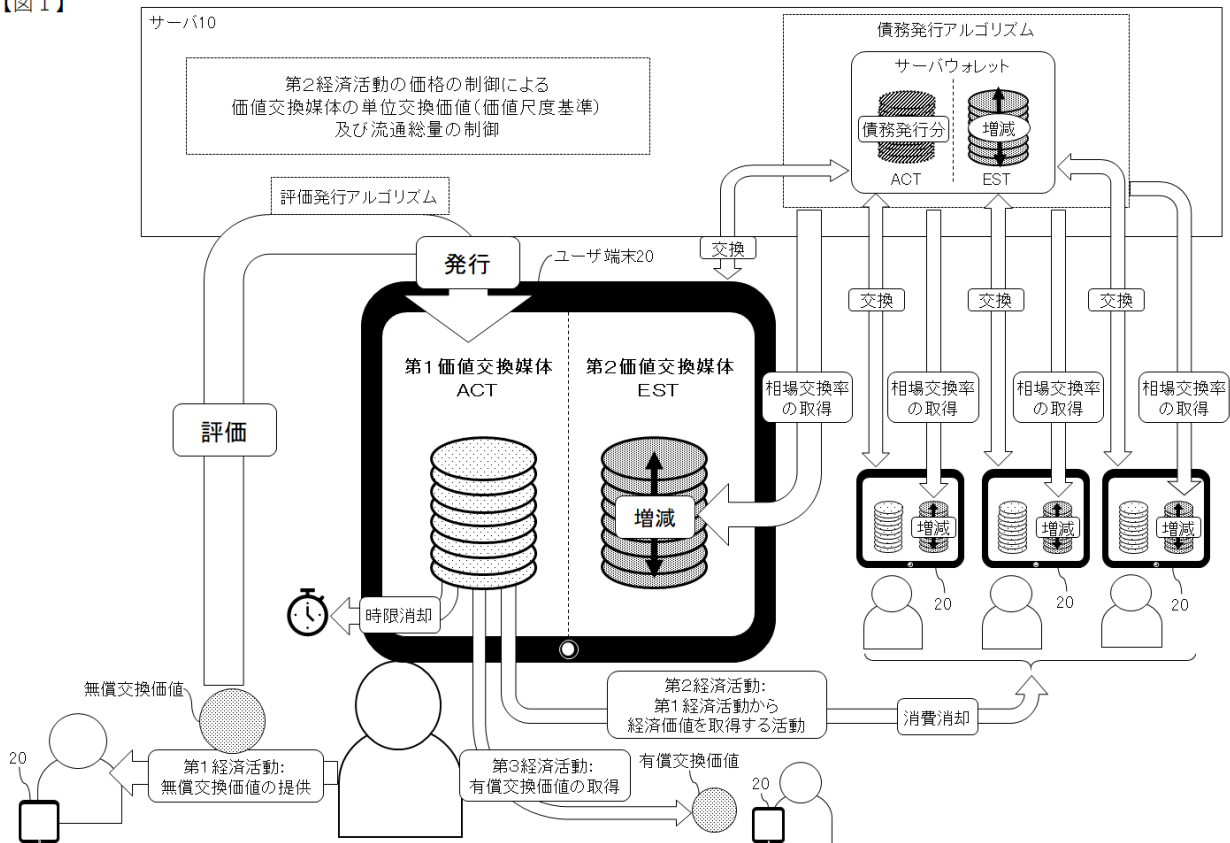 【図１】
サーバ10
債務発行アルゴリズム
サーバウォレット
債務発行分
増減
ACT
EST
第2経済活動の価格の制御による
価値交換媒体の単位交換価値(価値尺度基準)
及び流通総量の制御
評価発行アルゴリズム
発行
交換
ユーザ端末20
交換
交換
交換
第1価値交換媒体
ACT
第2価値交換媒体
EST
相場交換率
の取得
相場交換率
の取得
相場交換率
の取得
相場交換率
の取得
評価
増減
増減
増減
増減
20
20
20
時限消却
第2経済活動:
第1経済活動から
経済価値を取得する活動
消費消却
無償交換価値
20
第1経済活動:
無償交換価値の提供
第3経済活動:
有償交換価値の取得
有償交換価値
20